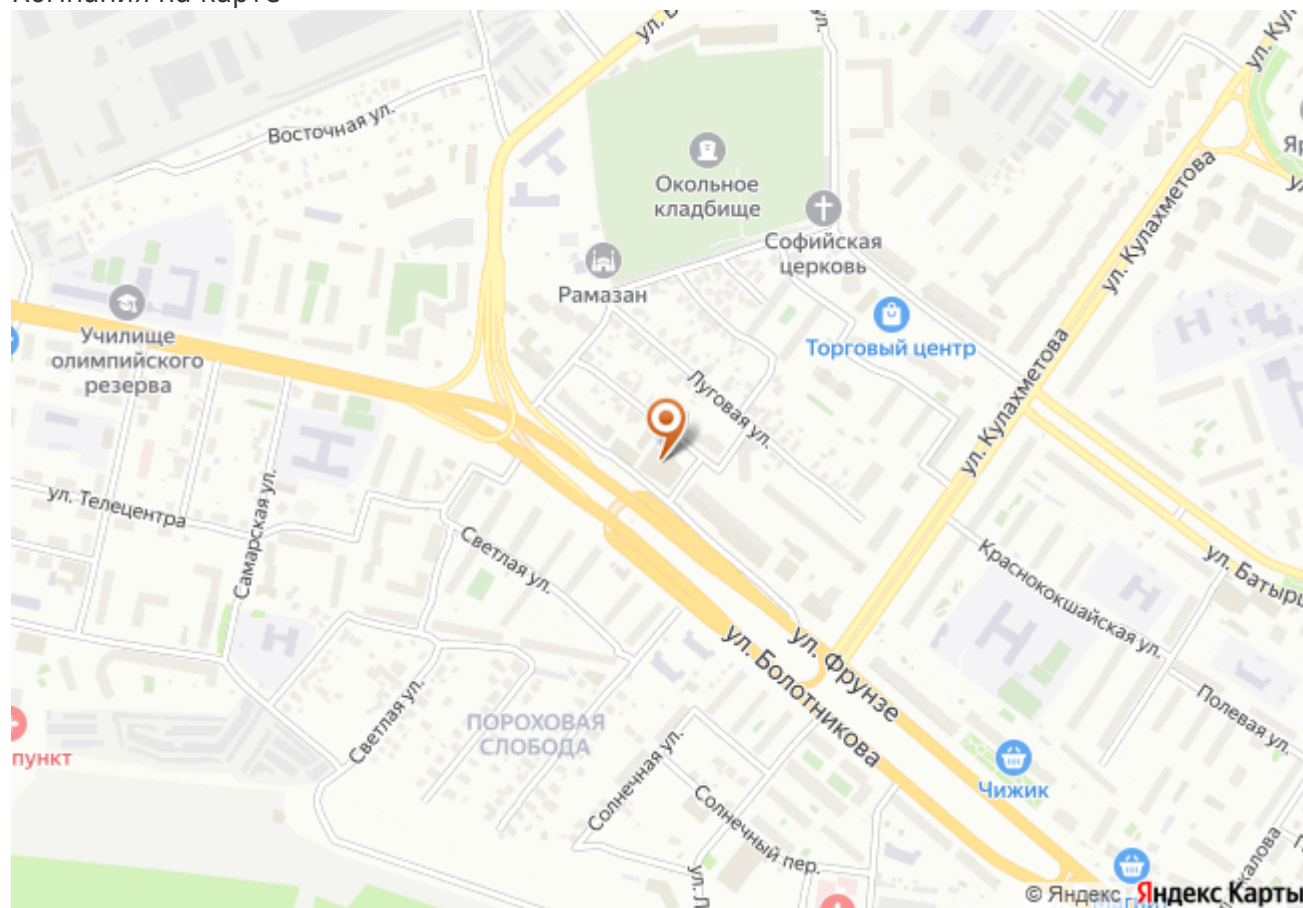 Восточная ул.
Окольное
кладбище
Софийская
церковь
Рамазан
ул. Кулахметова
Училище
олимпийского
резерва
Торговый центр
Луговая ул.
ул. Кулахметова
ул. Телецентра
Самарская ул.
Светлая ул.
Краснококшайская ул.
ул. Фрунзе
ул. Болотникова
Полевая ул.
Светлая ул.
ПОРОХОВАЯ
СЛОБОДА
Солнечная ул.
Чижик
пункт
Солнечный пер.
© Яндекс Яндекс Карты